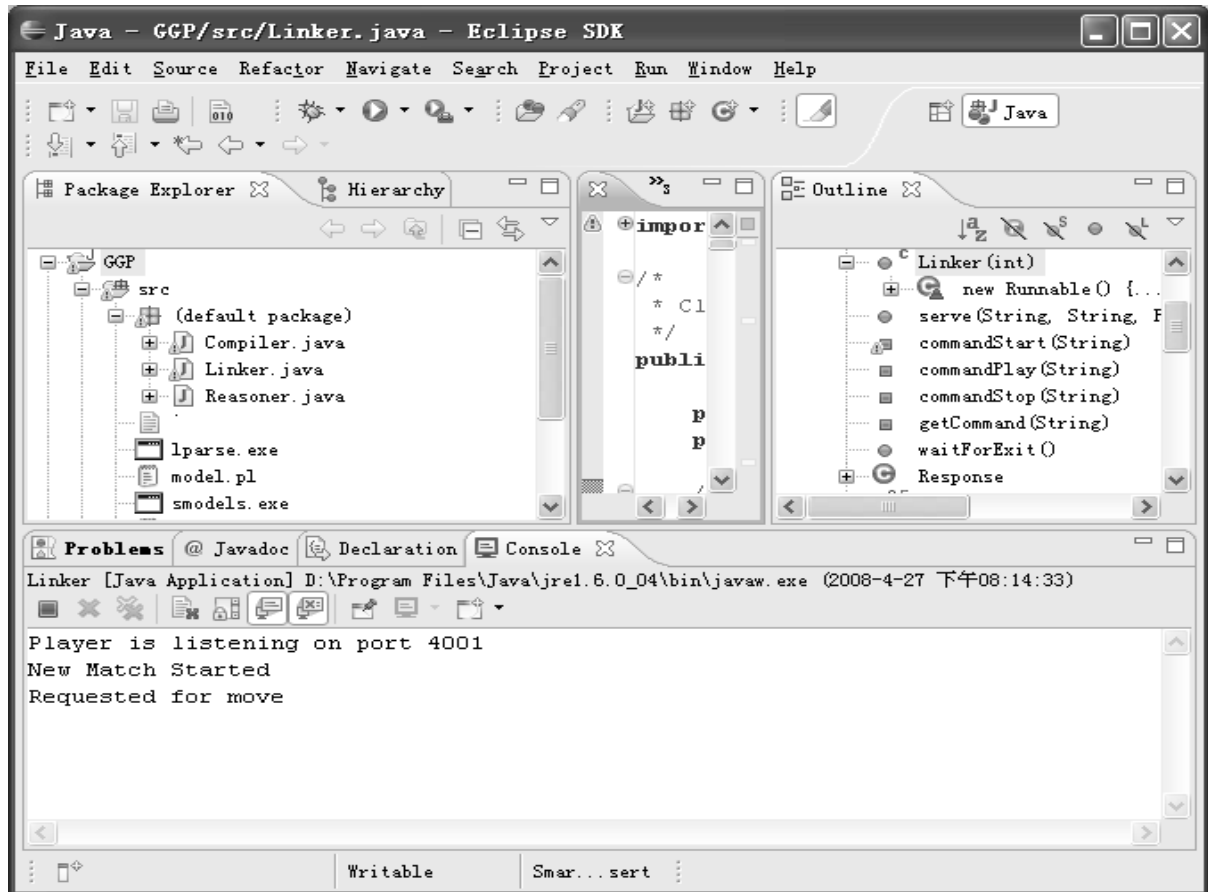 Java - GGP/src/Linker.java - Eclipse SDK
File Edit Source Refactor Navigate Search Project Run Window Help
010
Java
Package Explorer Hierarchy
»3
Outline
GGP
src
(default package)
Compiler.java
Linker.java
Reasoner.java
lparse.exe
model.pl
smodels.exe
impor
/*
* Cl
*/
publi
p
p
/
Linker(int)
new Runnable() {...
serve(String, String, P
commandStart(String)
commandPlay(String)
commandStop(String)
getCommand(String)
waitForExit()
Response
Problems @ Javadoc Declaration Console
Linker [Java Application] D:\Program Files\Java\jre1.6.0_04\bin\javaw.exe (2008-4-27 下午08:14:33)
Player is listening on port 4001
New Match Started
Requested for move
Writable
Smar...sert